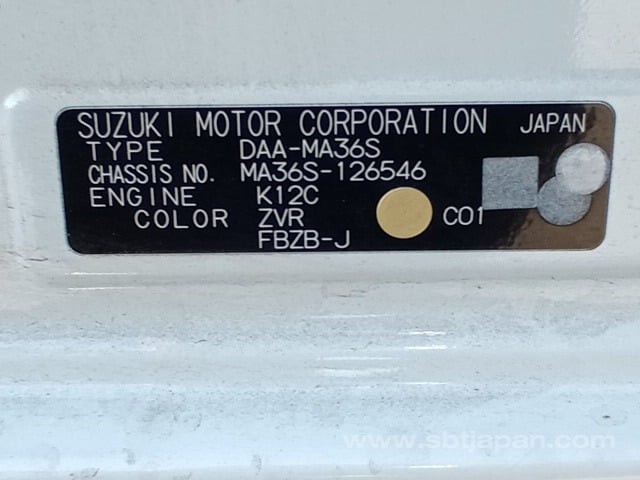 SUZUKI MOTOR CORPORATION JAPAN
TYPE DAA-MA36S
CHASSIS NO. MA36S-126546
ENGINE K12C
COLOR ZVR C01
FBZB-J
www.sbtjapan.com